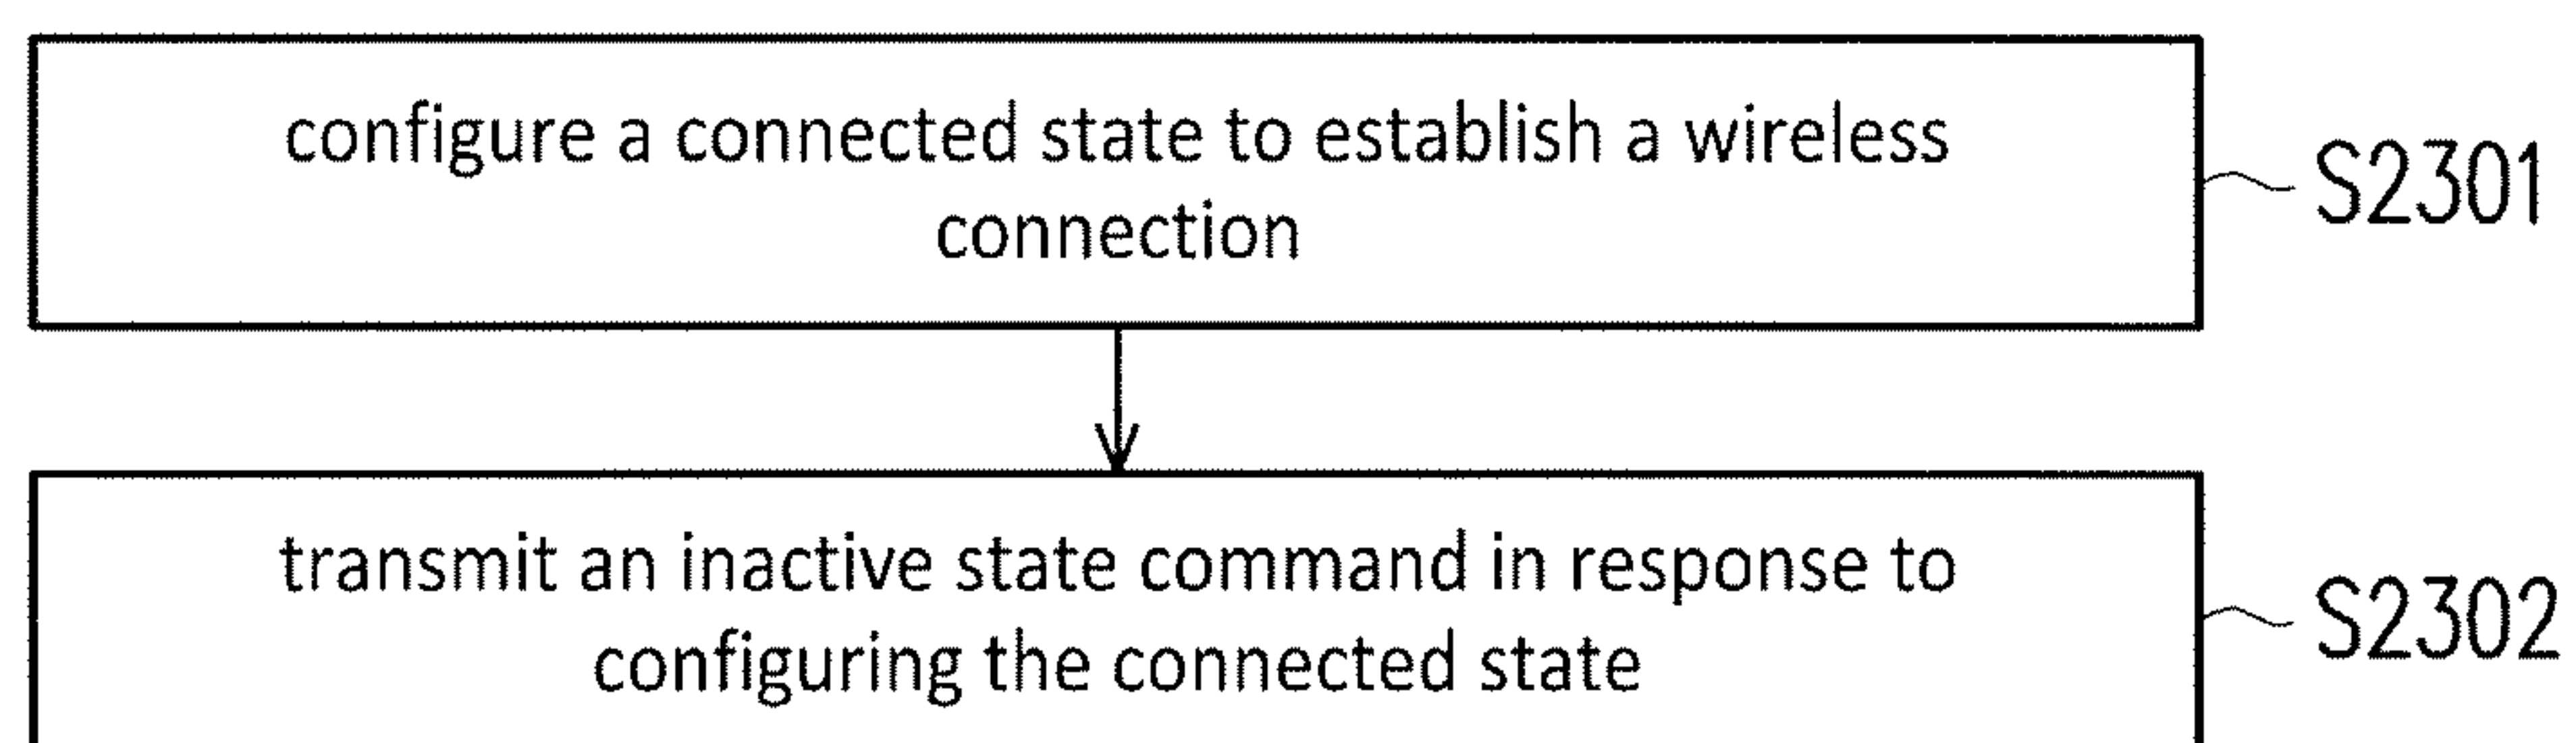 configure a connected state to establish a wireless
connection
S2301
transmit an inactive state command in response to
configuring the connected state
S2302